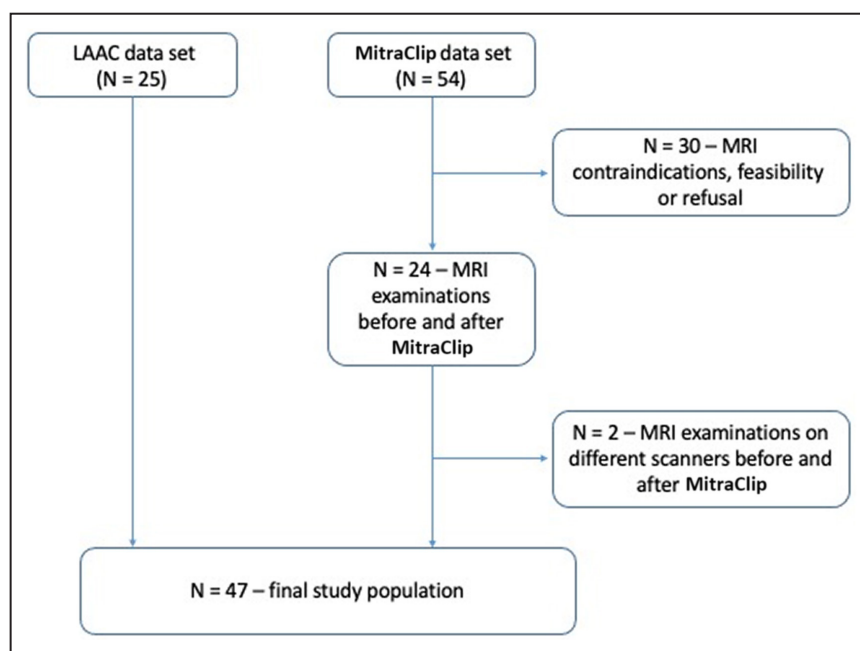 LAAC data set
(N = 25)
MitraClip data set
(N = 54)
N = 30 – MRI
contraindications, feasibility
or refusal
N = 24 – MRI
examinations
before and after
MitraClip
N = 2 – MRI examinations on
different scanners before and
after MitraClip
N = 47 – final study population